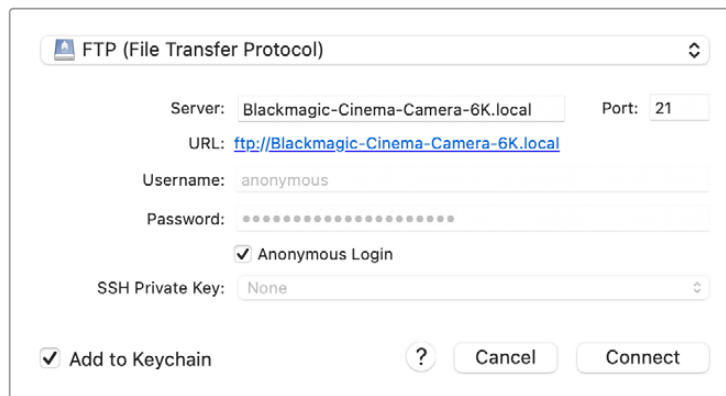 FTP (File Transfer Protocol)
Server: Blackmagic-Cinema-Camera-6K.local Port: 21
URL: ftp://Blackmagic-Cinema-Camera-6K.local
Username: anonymous
Password: ●●●●●●●●●●●●●●●●●●●●●
Anonymous Login
SSH Private Key: None
Add to Keychain ? Cancel Connect